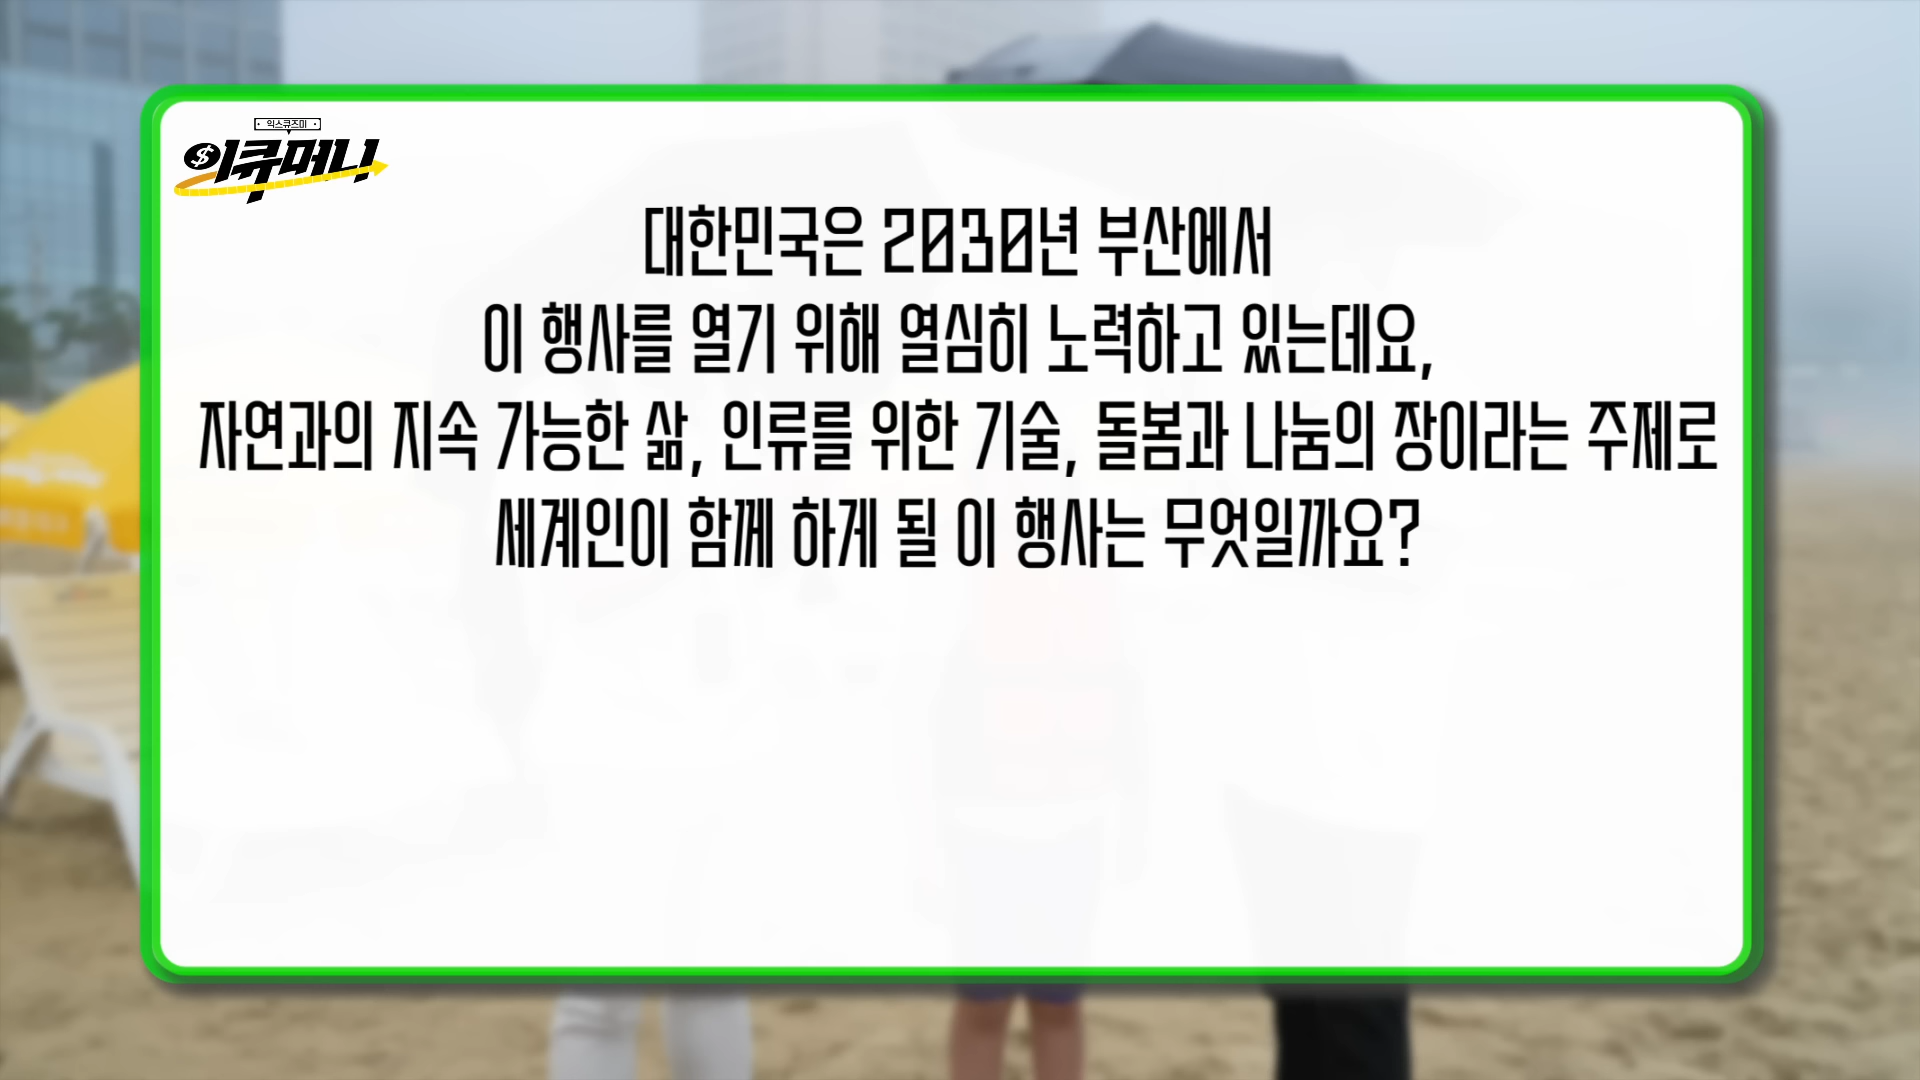 익스큐즈미
이큐머니
대한민국은 2030년 부산에서
이 행사를 열기 위해 열심히 노력하고 있는데요,
자연과의 지속 가능한 삶, 인류를 위한 기술, 돌봄과 나눔의 장이라는 주제로
세계인이 함께 하게 될 이 행사는 무엇일까요?